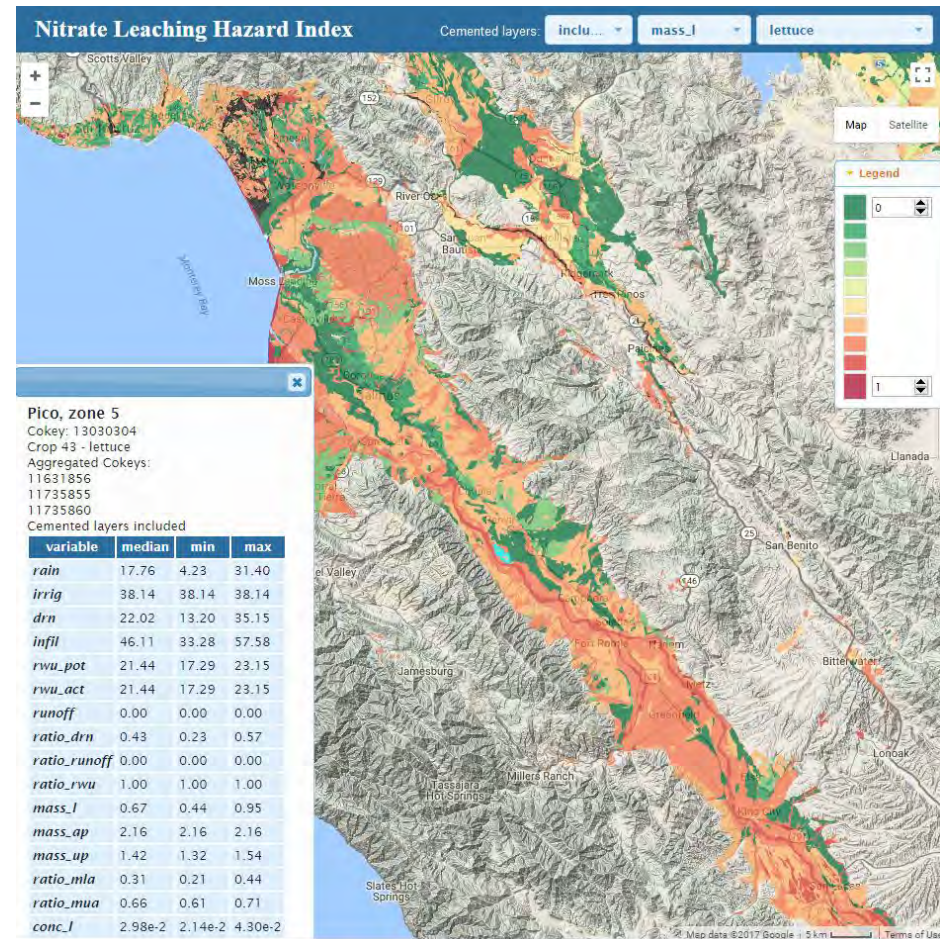 Nitrate Leaching Hazard Index
Cemented layers: inclu... mass_l lettuce
Scotts Valley
+
−
152
Map Satellite
Legend
0
1
129
101
River
San
Moss
Monterey Bay
Ridgemark
Tres Pinos
25
Llanada
San Benito
Bitterwater
el Valley
Jamesburg
Fort Romie
Greenfield
Metz
Lonoak
Millers Ranch
Tassajara
Hot Springs
King City
Slates Hot
Springs
Map data ©2017 Google 5 km Terms of Use
Pico, zone 5
Cokey: 13030304
Crop 43 - lettuce
Aggregated Cokeys:
11631856
11735855
11735860
Cemented layers included
variable median min max
rain 17.76 4.23 31.40
irrig 38.14 38.14 38.14
drn 22.02 13.20 35.15
infil 46.11 33.28 57.58
rwu_pot 21.44 17.29 23.15
rwu_act 21.44 17.29 23.15
runoff 0.00 0.00 0.00
ratio_drn 0.43 0.23 0.57
ratio_runoff 0.00 0.00 0.00
ratio_rwu 1.00 1.00 1.00
mass_l 0.67 0.44 0.95
mass_ap 2.16 2.16 2.16
mass_up 1.42 1.32 1.54
ratio_mla 0.31 0.21 0.44
ratio_mua 0.66 0.61 0.71
conc_l 2.98e-2 2.14e-2 4.30e-2